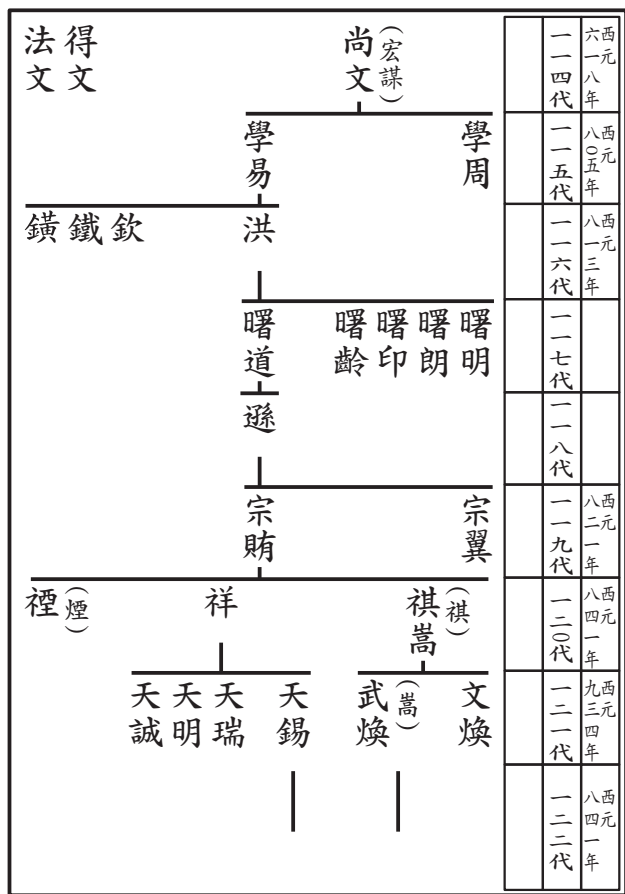 西元六一八年
一一四代
尚文(宏謀)
得文
法文
西元八〇五年
一一五代
學周
學易
西元八一三年
一一六代
洪
欽
鐵
鐄
一一七代
曙明
曙朗
曙印
曙齡
曙道
一一八代
遜
西元八二一年
一一九代
宗翼
宗賄
西元八四一年
一二〇代
祺嵩(祺)
祥
禋(煙)
西元九三四年
一二一代
文煥
武煥(嵩)
天錫
天瑞
天明
天誠
西元八四一年
一二二代